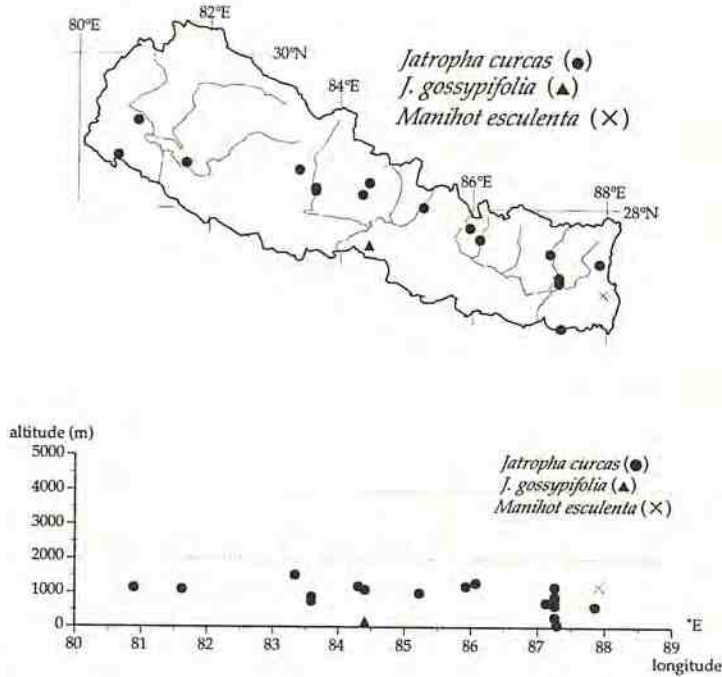 82°E
80°E
30°N
Jatropha curcas (●)
J. gossypifolia (▲)
Manihot esculenta (×)
84°E
86°E
88°E
28°N
altitude (m)
5000
4000
3000
2000
1000
0
Jatropha curcas (●)
J. gossypifolia (▲)
Manihot esculenta (×)
°E
80 81 82 83 84 85 86 87 88 89
longitude